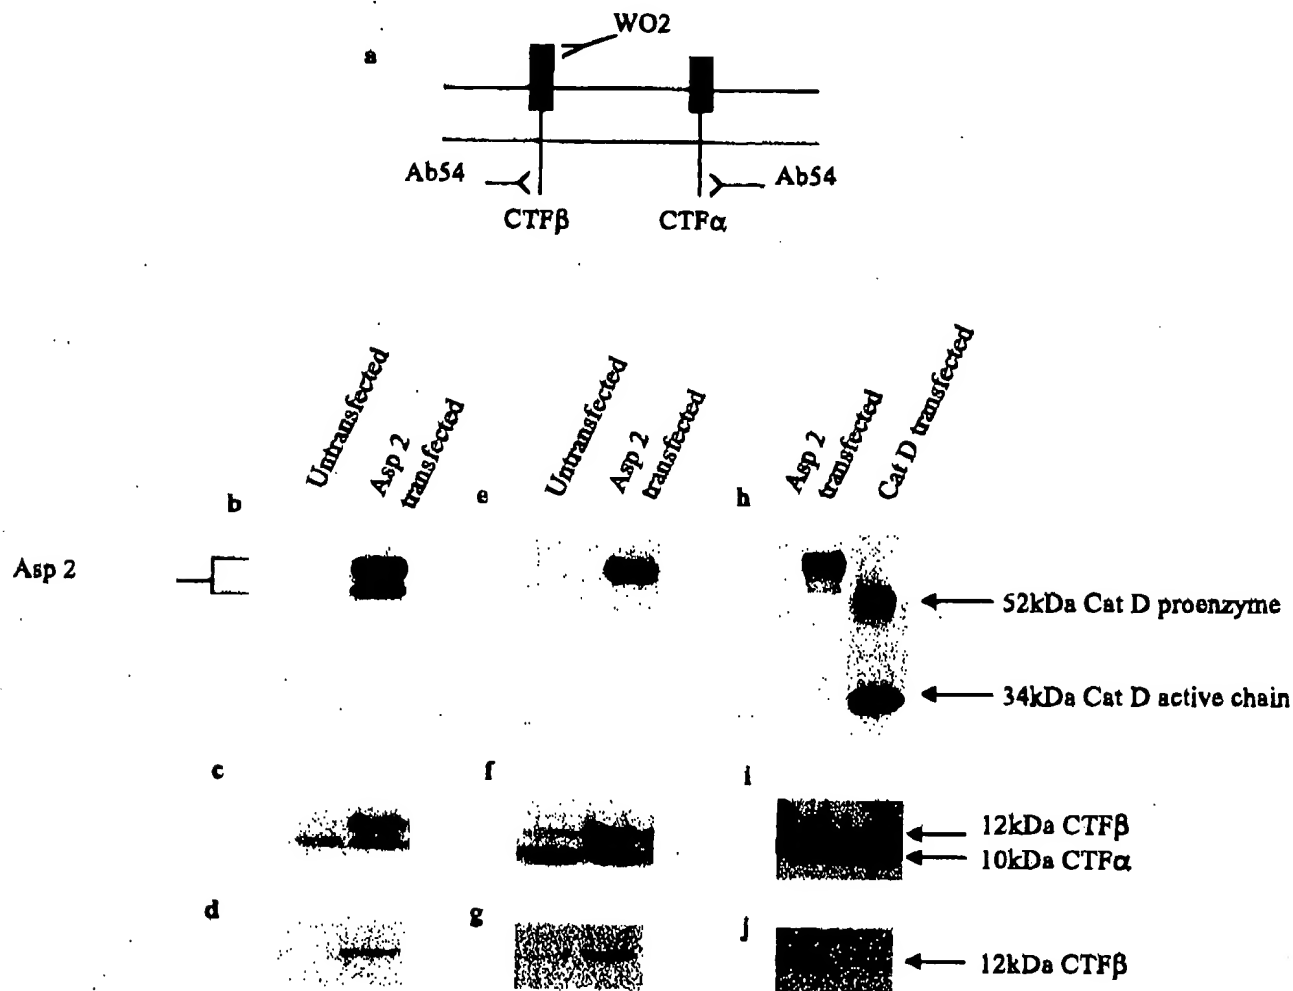 a
WO2
Ab54
Ab54
CTFβ
CTFα
Untransfected
Asp 2
transfected
Untransfected
Asp 2
transfected
Asp 2
transfected
Cat D transfected
b
e
h
Asp 2
52kDa Cat D proenzyme
34kDa Cat D active chain
c
f
i
12kDa CTFβ
10kDa CTFα
d
g
j
12kDa CTFβ